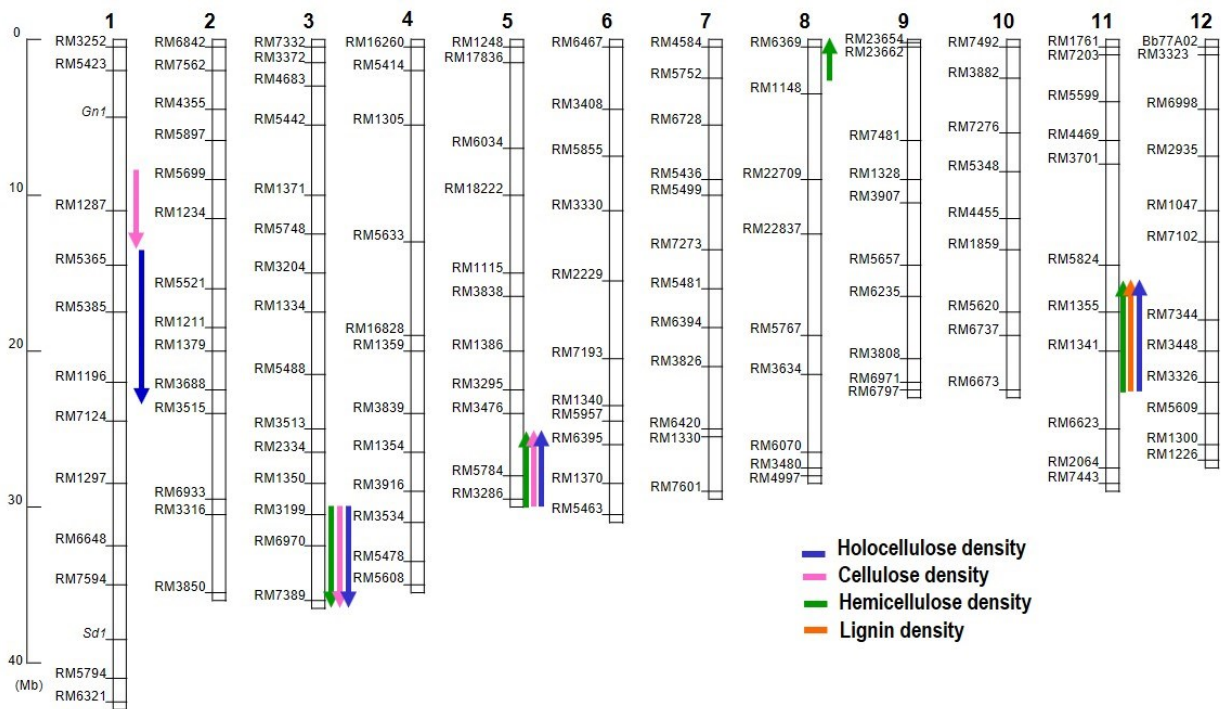 1 2 3 4 5 6 7 8 9 10 11 12
0
10
20
30
40
(Mb)
RM3252
RM5423
Gn1
RM1287
RM5365
RM5385
RM1196
RM7124
RM1297
RM6648
RM7594
Sd1
RM5794
RM6321
RM6842
RM7562
RM4355
RM5897
RM5699
RM1234
RM5521
RM1211
RM1379
RM3688
RM3515
RM6933
RM3316
RM3850
RM7332
RM3372
RM4683
RM5442
RM1371
RM5748
RM3204
RM1334
RM5488
RM3513
RM2334
RM1350
RM3199
RM6970
RM7389
RM16260
RM5414
RM1305
RM5633
RM16828
RM1359
RM3839
RM1354
RM3916
RM3534
RM5478
RM5608
RM1248
RM17836
RM6034
RM18222
RM1115
RM3838
RM1386
RM3295
RM3476
RM5784
RM3286
RM6467
RM3408
RM5855
RM3330
RM2229
RM7193
RM1340
RM5957
RM6395
RM1370
RM5463
RM4584
RM5752
RM6728
RM5436
RM5499
RM7273
RM5481
RM6394
RM3826
RM6420
RM1330
RM7601
RM6369
RM1148
RM22709
RM22837
RM5767
RM3634
RM6070
RM3480
RM4997
RM23654
RM23662
RM7481
RM1328
RM3907
RM5657
RM6235
RM3808
RM6971
RM6797
RM7492
RM3882
RM7276
RM5348
RM4455
RM1859
RM5620
RM6737
RM6673
RM1761
RM7203
RM5599
RM4469
RM3701
RM5824
RM1355
RM1341
RM6623
RM2064
RM7443
Bb77A02
RM3323
RM6998
RM2935
RM1047
RM7102
RM7344
RM3448
RM3326
RM5609
RM1300
RM1226
Holocellulose density
Cellulose density
Hemicellulose density
Lignin density